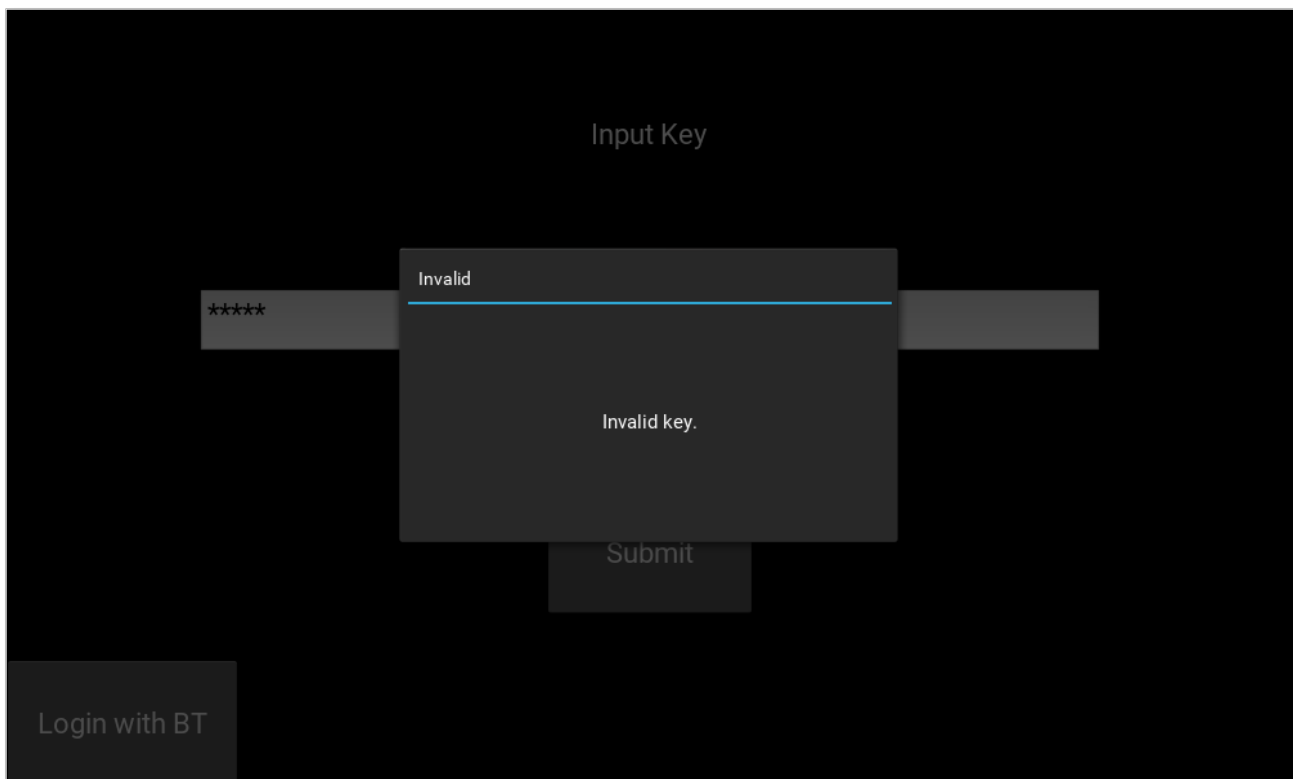 Input Key
Invalid
*****
Invalid key.
Submit
Login with BT